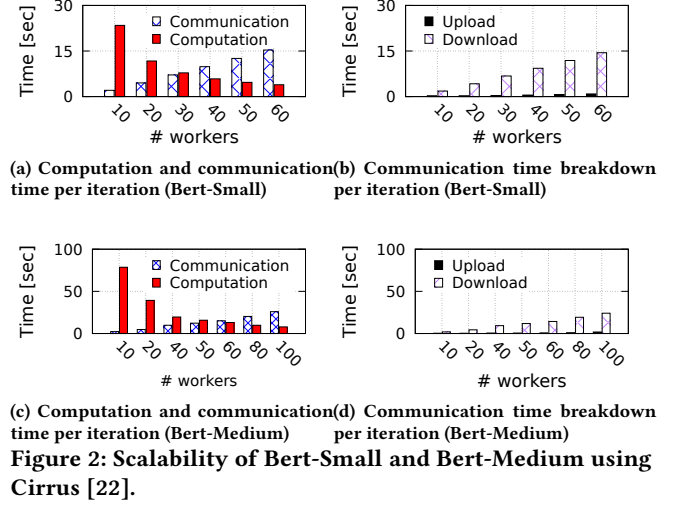 30
15
0
Time [sec]
Communication
Computation
10 20 30 40 50 60
# workers
30
15
0
Time [sec]
Upload
Download
10 20 30 40 50 60
# workers
(a) Computation and communication
time per iteration (Bert-Small)
(b) Communication time breakdown
per iteration (Bert-Small)
100
50
0
Time [sec]
Communication
Computation
10 20 40 50 60 80 100
# workers
100
50
0
Time [sec]
Upload
Download
10 20 40 50 60 80 100
# workers
(c) Computation and communication
time per iteration (Bert-Medium)
(d) Communication time breakdown
per iteration (Bert-Medium)
Figure 2: Scalability of Bert-Small and Bert-Medium using
Cirrus [22].